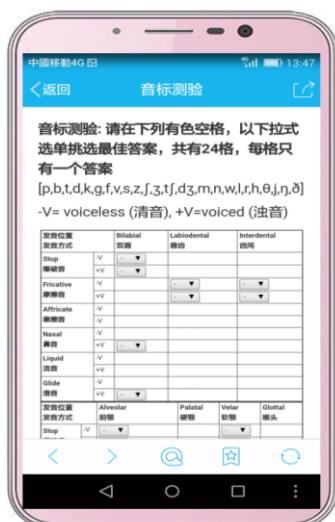 中國移動4G 13:47
返回 音标测验
音标测验: 请在下列有色空格，以下拉式
选单挑选最佳答案，共有24格，每格只
有一个答案
[p,b,t,d,k,g,f,v,s,z,ʃ,ʒ,tʃ,dʒ,m,n,w,l,r,h,θ,j,ŋ,ð]
-V= voiceless (清音), +V=voiced (浊音)
发音位置 Bilabial Labiodental Interdental
发音方式 双唇 唇齿 齿间
Stop -V -
爆破音 +V -
Fricative -V - -
摩擦音 +V - -
Affricate -V
摩擦音 +V
Nasal -V
鼻音 +V -
Liquid -V
流音 +V
Glide -V
滑音 +V -
发音位置 Alveolar Palatal Velar Glottal
发音方式 前颚 硬颚 软颚 喉头
Stop -V - -